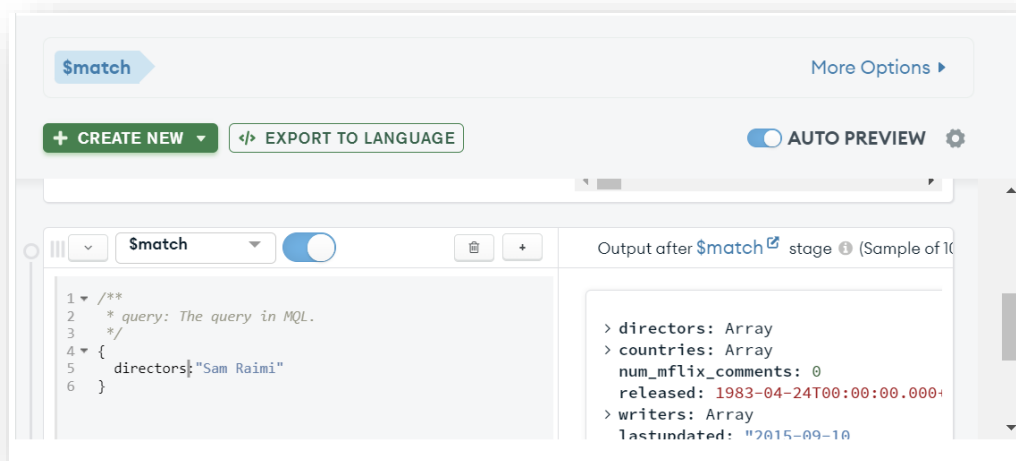 $match
More Options
+ CREATE NEW
</> EXPORT TO LANGUAGE
AUTO PREVIEW
$match
+
Output after $match stage (Sample of 10
1 /**
2 * query: The query in MQL.
3 */
4 {
5 directors:"Sam Raimi"
6 }
> directors: Array
> countries: Array
num_mflix_comments: 0
released: 1983-04-24T00:00:00.000+
> writers: Array
lastupdated: "2015-09-10